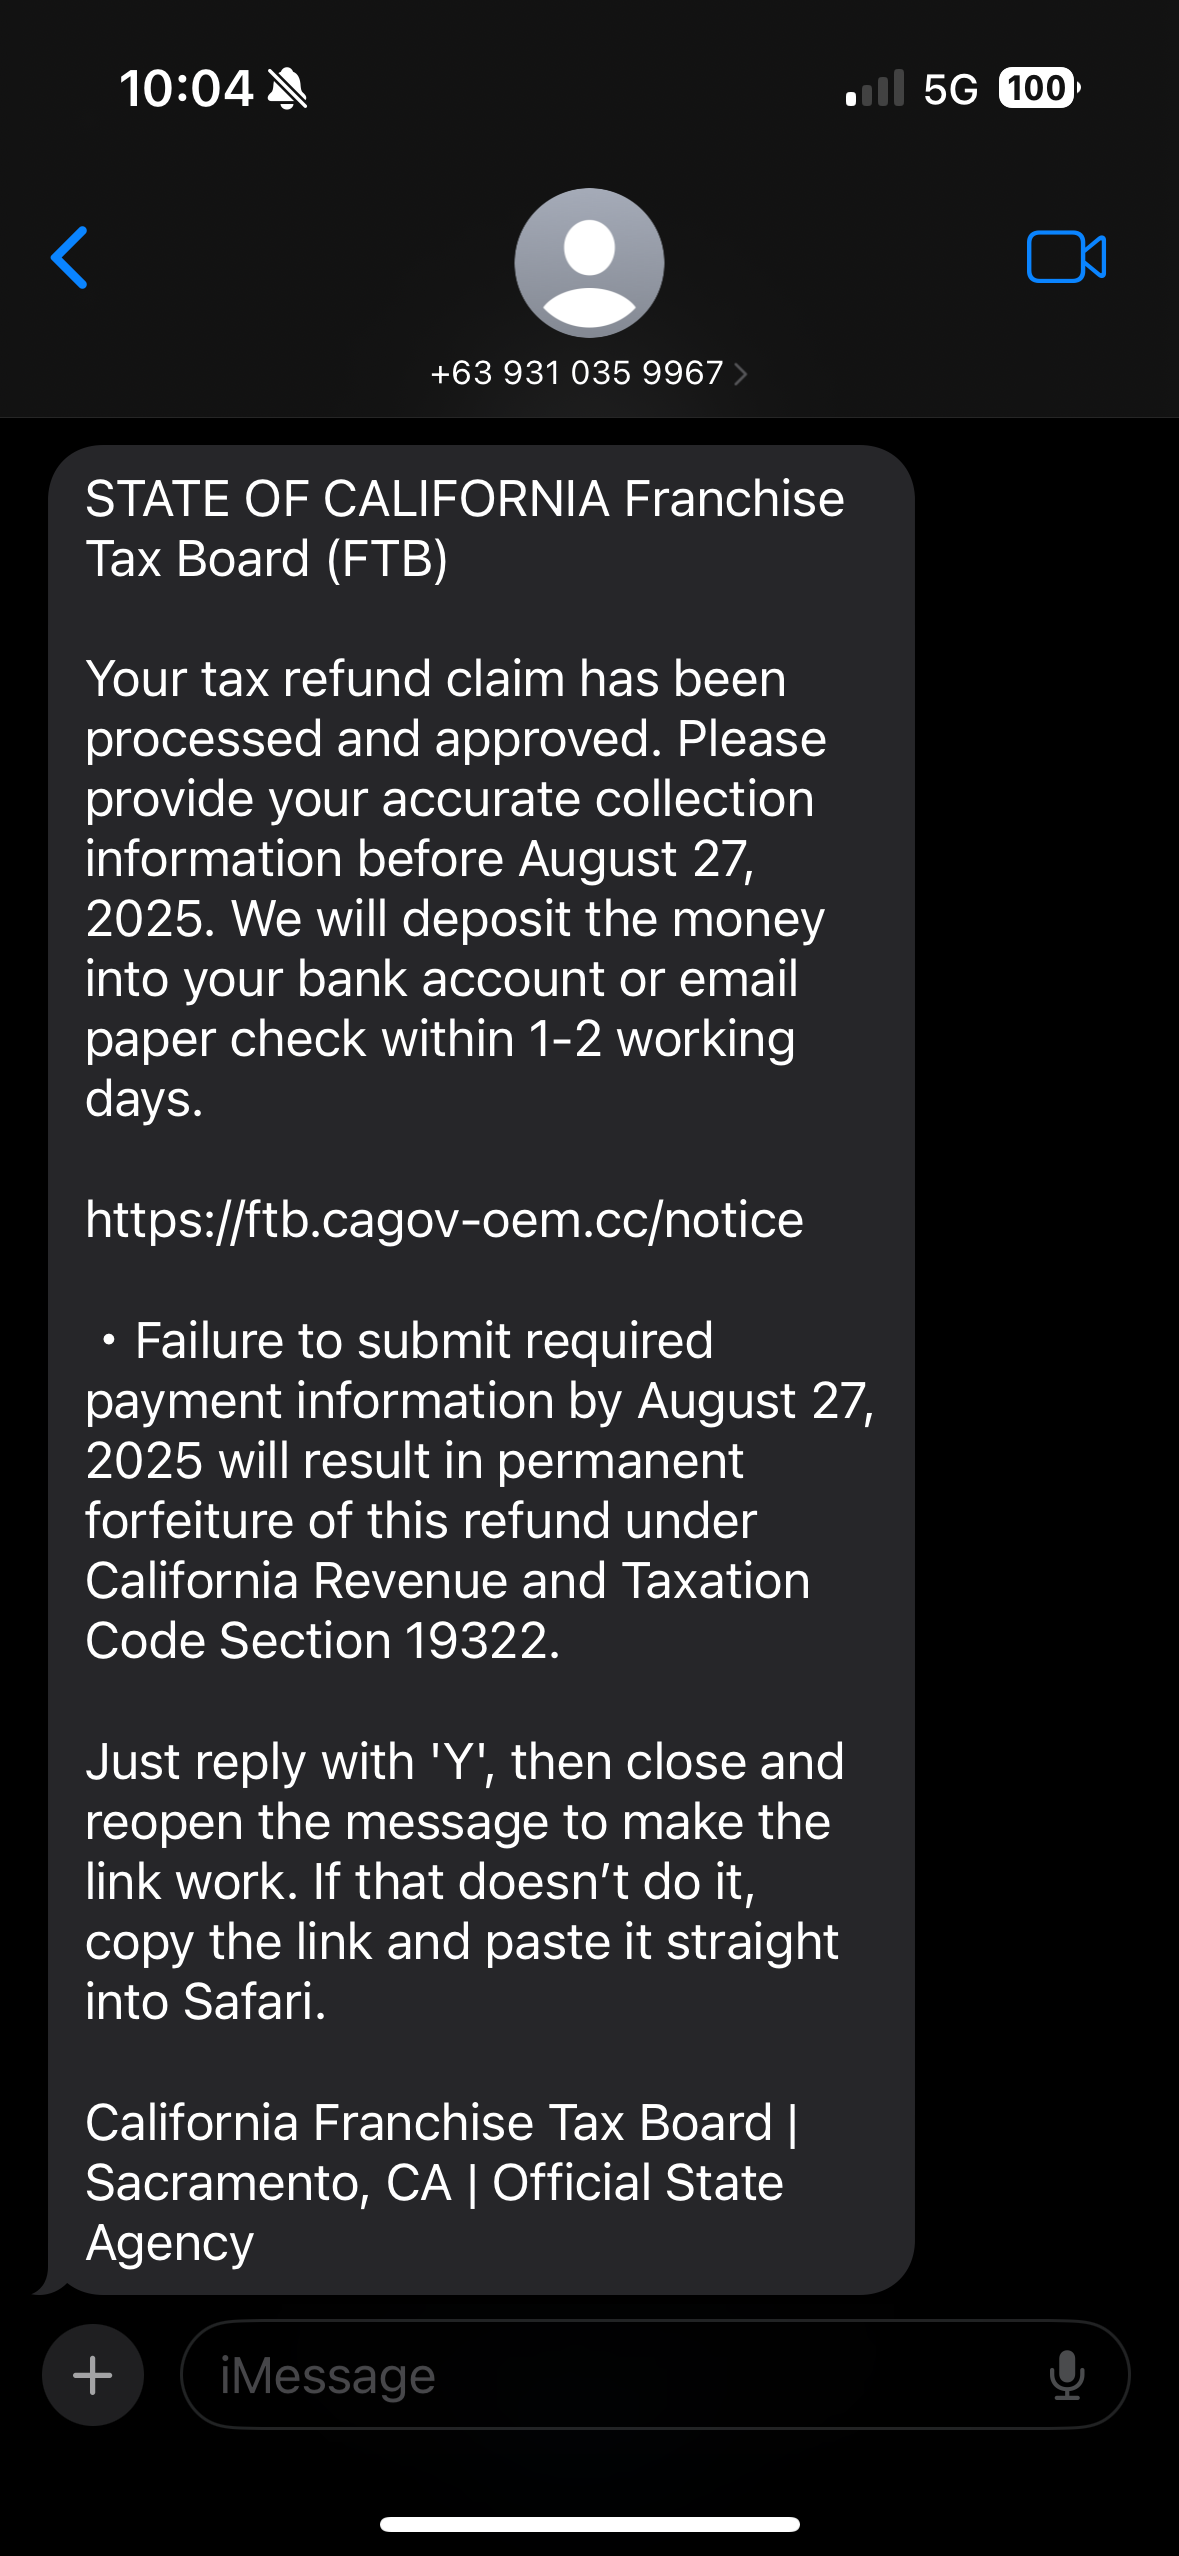 10:04
5G
100
+63 931 035 9967
STATE OF CALIFORNIA Franchise
Tax Board (FTB)
Your tax refund claim has been
processed and approved. Please
provide your accurate collection
information before August 27,
2025. We will deposit the money
into your bank account or email
paper check within 1-2 working
days.
https://ftb.cagov-oem.cc/notice
• Failure to submit required
payment information by August 27,
2025 will result in permanent
forfeiture of this refund under
California Revenue and Taxation
Code Section 19322.
Just reply with 'Y', then close and
reopen the message to make the
link work. If that doesn’t do it,
copy the link and paste it straight
into Safari.
California Franchise Tax Board |
Sacramento, CA | Official State
Agency
iMessage